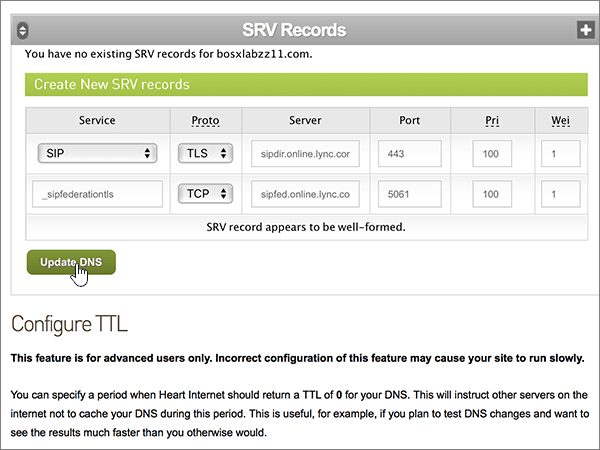 SRV Records
You have no existing SRV records for bosxlabzz11.com.
Create New SRV records
Service Proto Server Port Pri Wei
SIP TLS sipdir.online.lync.cor 443 100 1
_sipfederationtls TCP sipfed.online.lync.co 5061 100 1
SRV record appears to be well-formed.
Update DNS
Configure TTL
This feature is for advanced users only. Incorrect configuration of this feature may cause your site to run slowly.
You can specify a period when Heart Internet should return a TTL of 0 for your DNS. This will instruct other servers on the
internet not to cache your DNS during this period. This is useful, for example, if you plan to test DNS changes and want to
see the results much faster than you otherwise would.